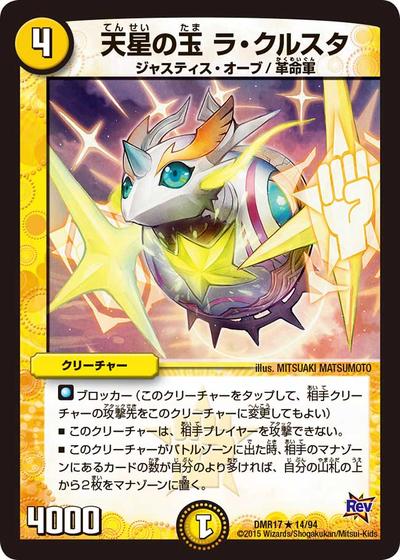 4
天星の玉 ラ・クルスタ
ジャスティス・オーブ/革命軍
クリーチャー
illus. MITSUAKI MATSUMOTO
ブロッカー(このクリーチャーをタップして、相手クリー
チャーの攻撃先をこのクリーチャーに変更してもよい)
■このクリーチャーは、相手プレイヤーを攻撃できない。
■このクリーチャーがバトルゾーンに出た時、相手のマナゾー
ンにあるカードの数が自分のより多ければ、自分の山札の上
から2枚をマナゾーンに置く。
4000
1
Rev
DMR17★14/94
©2015 Wizards/Shogakukan/Mitsui-Kids